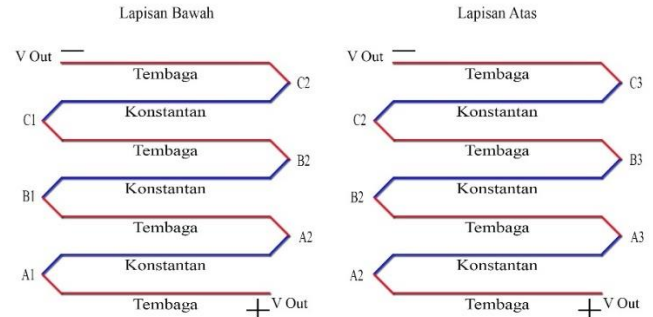 Lapisan Bawah
V Out —
Tembaga
C2
Konstantan
C1
Tembaga
B2
Konstantan
B1
Tembaga
A2
Konstantan
A1
Tembaga
+ V Out
Lapisan Atas
V Out —
Tembaga
C3
Konstantan
C2
Tembaga
B3
Konstantan
B2
Tembaga
A3
Konstantan
A2
Tembaga
+ V Out